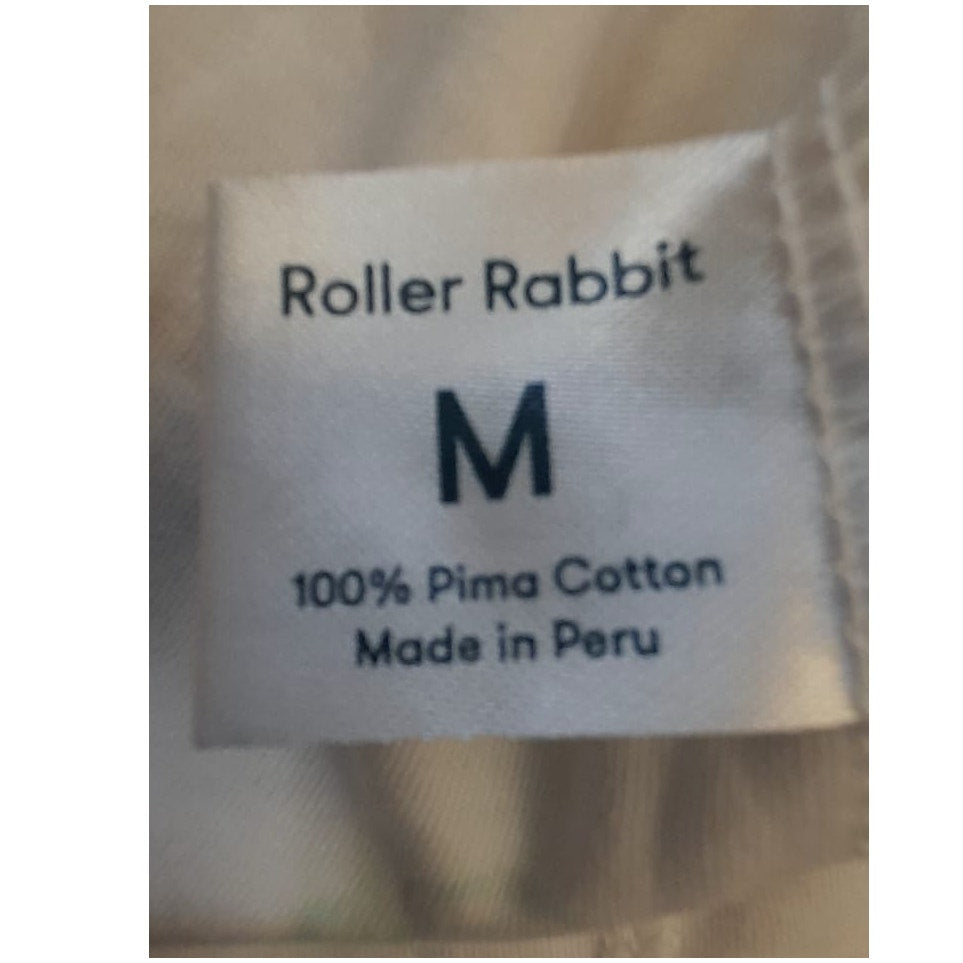 Roller Rabbit
M
100% Pima Cotton
Made in Peru